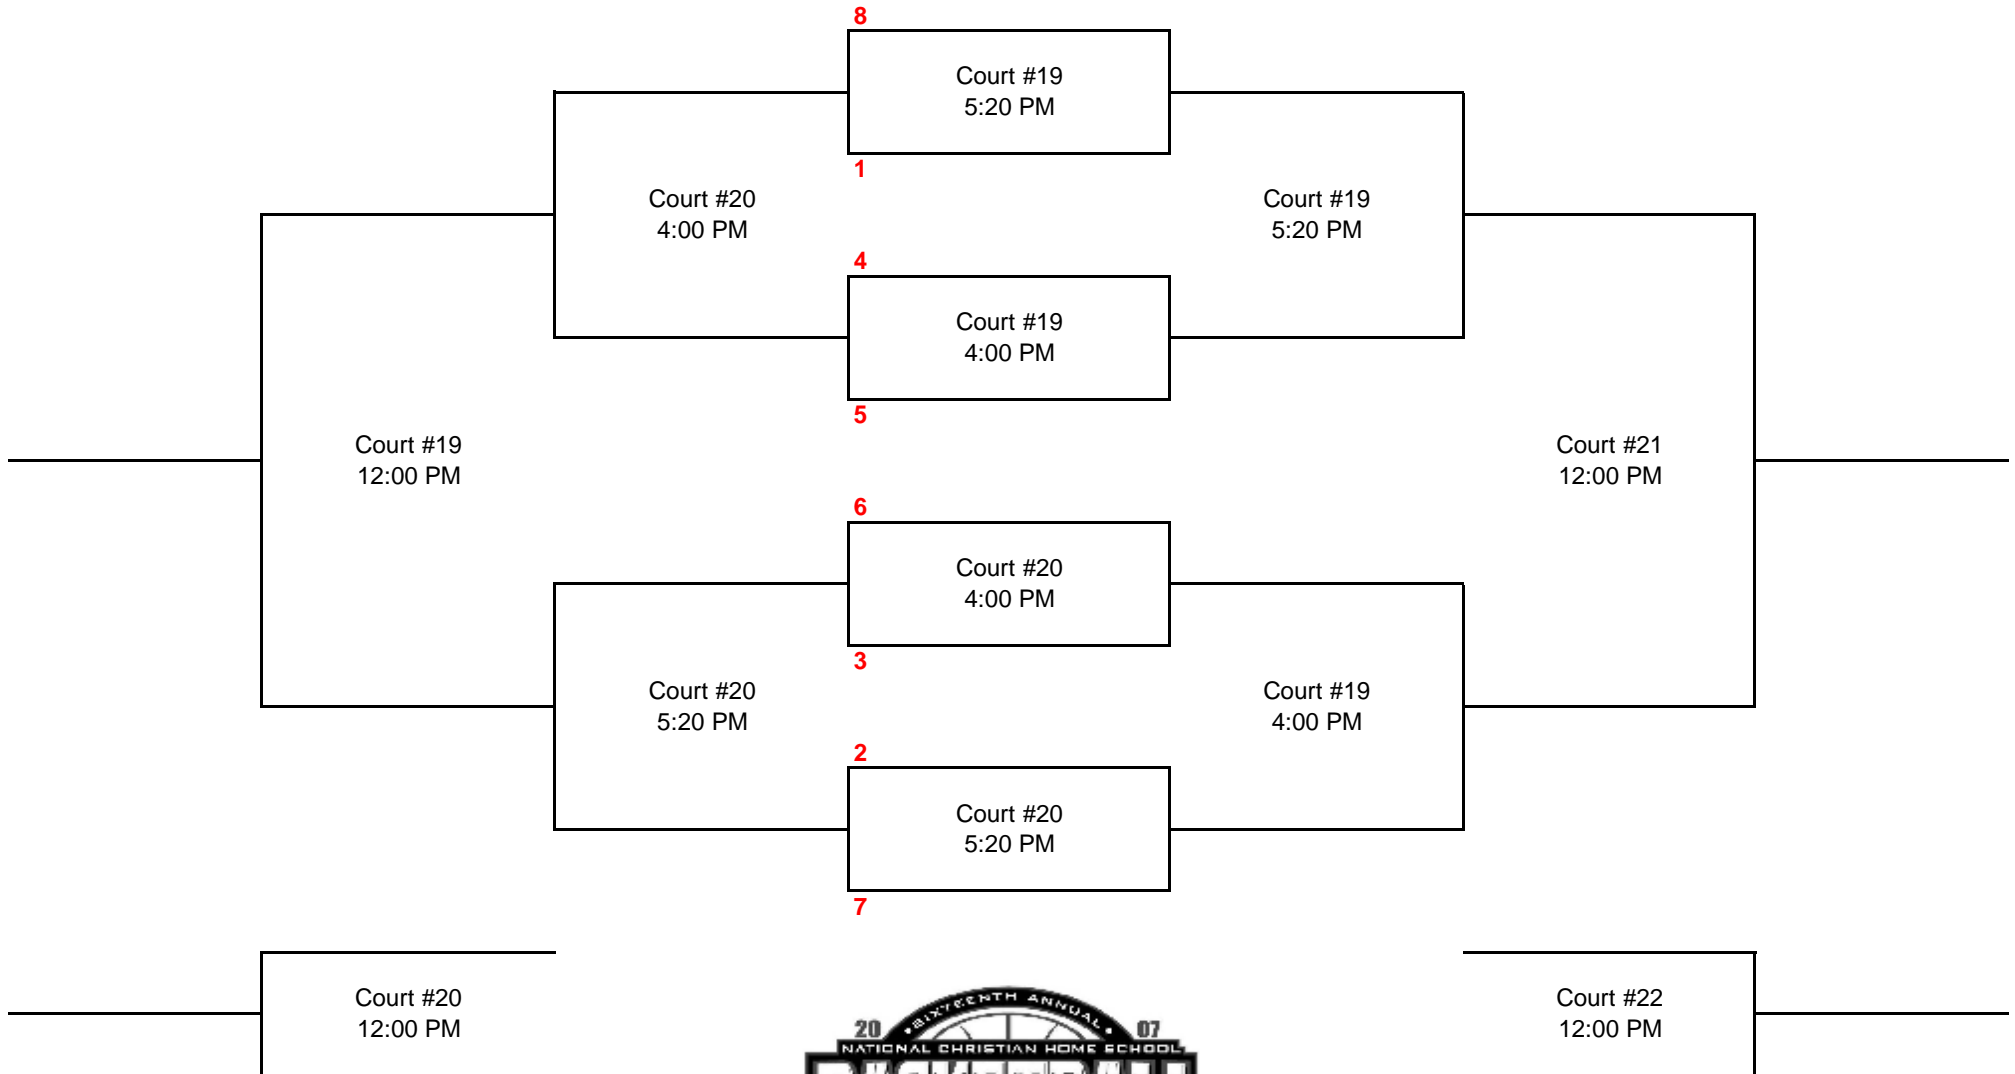 8
Court #19
5:20 PM
1
Court #20
4:00 PM
Court #19
5:20 PM
4
Court #19
4:00 PM
5
Court #19
12:00 PM
Court #21
12:00 PM
6
Court #20
4:00 PM
3
Court #20
5:20 PM
Court #19
4:00 PM
2
Court #20
5:20 PM
7
Court #20
12:00 PM
Court #22
12:00 PM
SIXTEENTH ANNUAL
20 07
NATIONAL CHRISTIAN HOME SCHOOL